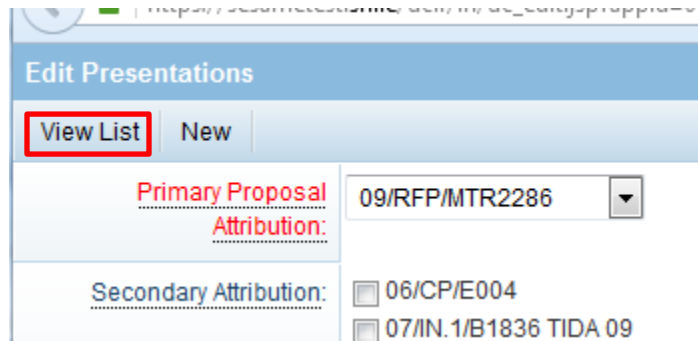 Edit Presentations
View List New
Primary Proposal 09/RFP/MTR2286
Attribution:
Secondary Attribution: 06/CP/E004
07/IN.1/B1836 TIDA 09